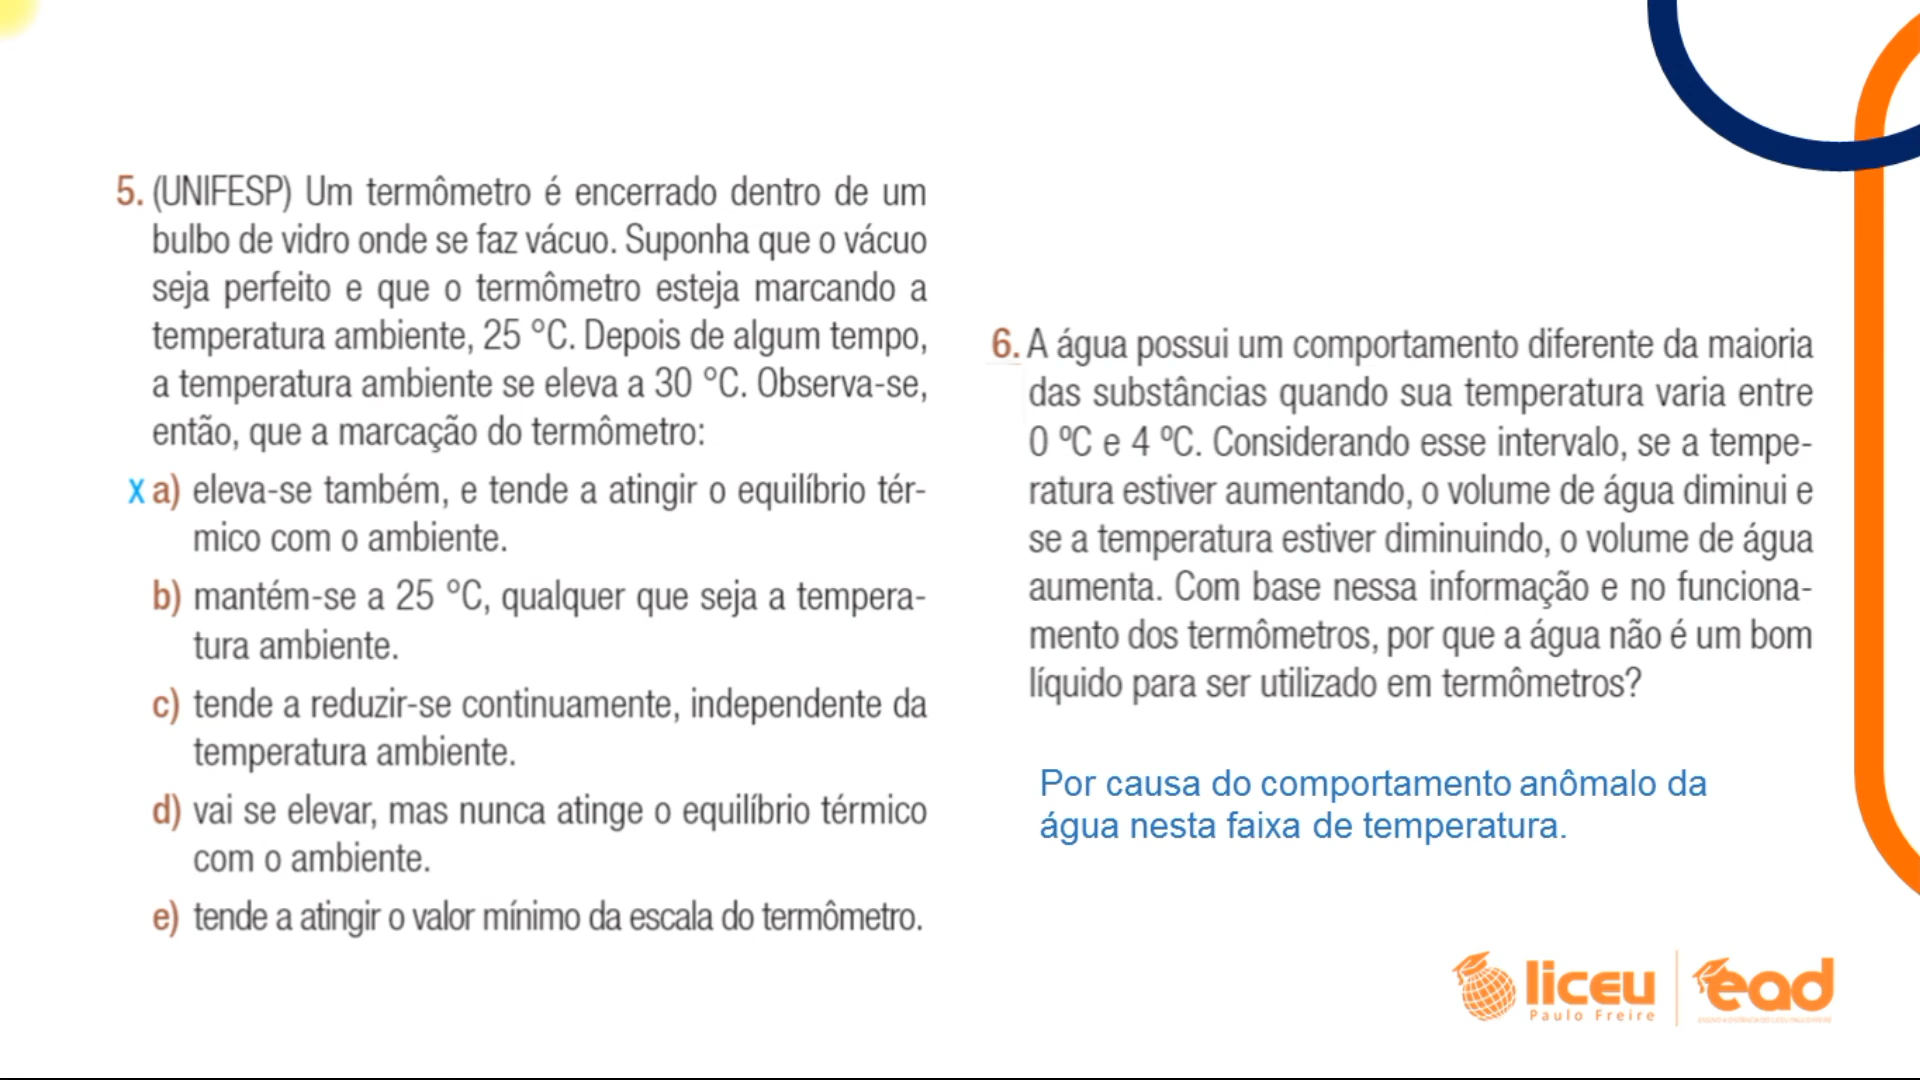 5. (UNIFESP) Um termômetro é encerrado dentro de um
bulbo de vidro onde se faz vácuo. Suponha que o vácuo
seja perfeito e que o termômetro esteja marcando a
temperatura ambiente, 25 °C. Depois de algum tempo,
a temperatura ambiente se eleva a 30 °C. Observa-se,
então, que a marcação do termômetro:
x a) eleva-se também, e tende a atingir o equilíbrio tér-
mico com o ambiente.
b) mantém-se a 25 °C, qualquer que seja a tempera-
tura ambiente.
c) tende a reduzir-se continuamente, independente da
temperatura ambiente.
d) vai se elevar, mas nunca atinge o equilíbrio térmico
com o ambiente.
e) tende a atingir o valor mínimo da escala do termômetro.
6. A água possui um comportamento diferente da maioria
das substâncias quando sua temperatura varia entre
0 ºC e 4 ºC. Considerando esse intervalo, se a tempe-
ratura estiver aumentando, o volume de água diminui e
se a temperatura estiver diminuindo, o volume de água
aumenta. Com base nessa informação e no funciona-
mento dos termômetros, por que a água não é um bom
líquido para ser utilizado em termômetros?
Por causa do comportamento anômalo da
água nesta faixa de temperatura.
liceu
Paulo Freire
ead